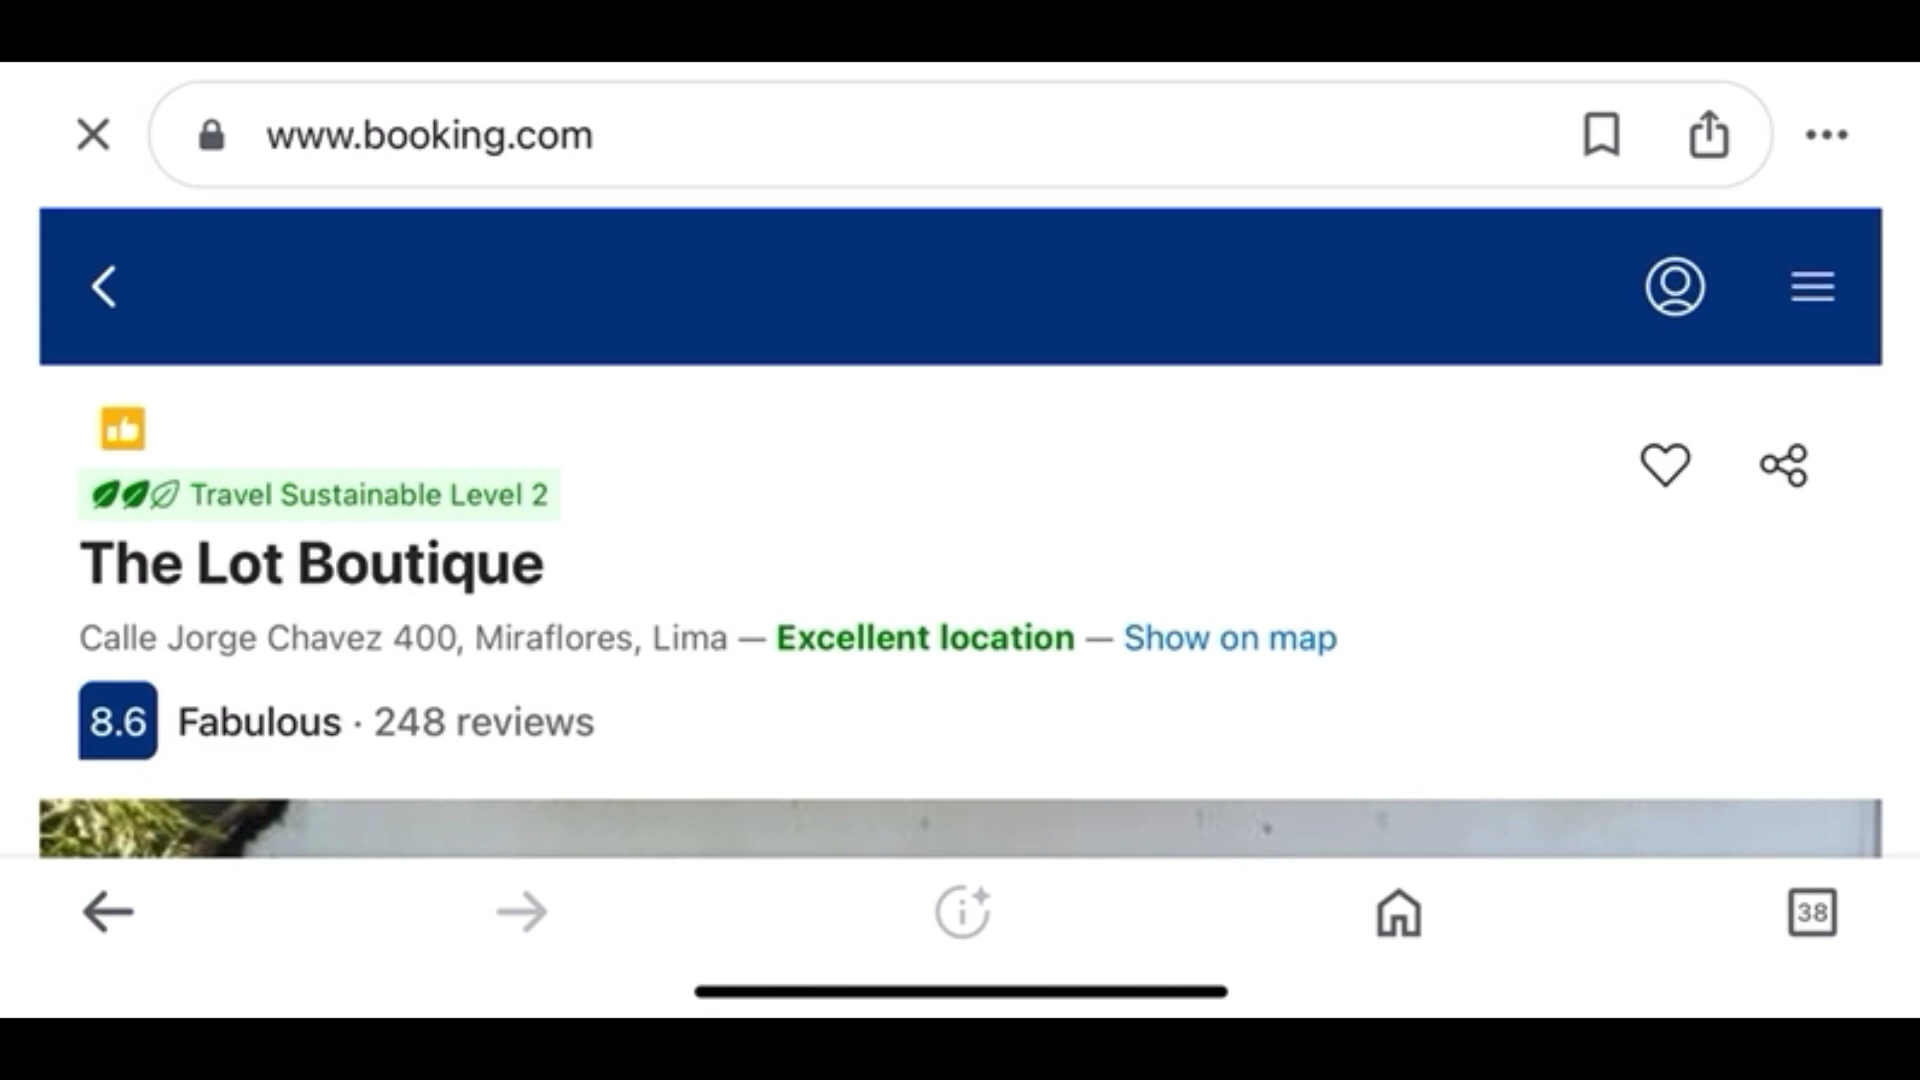 www.booking.com
Travel Sustainable Level 2
The Lot Boutique
Calle Jorge Chavez 400, Miraflores, Lima — Excellent location — Show on map
8.6 Fabulous · 248 reviews
38